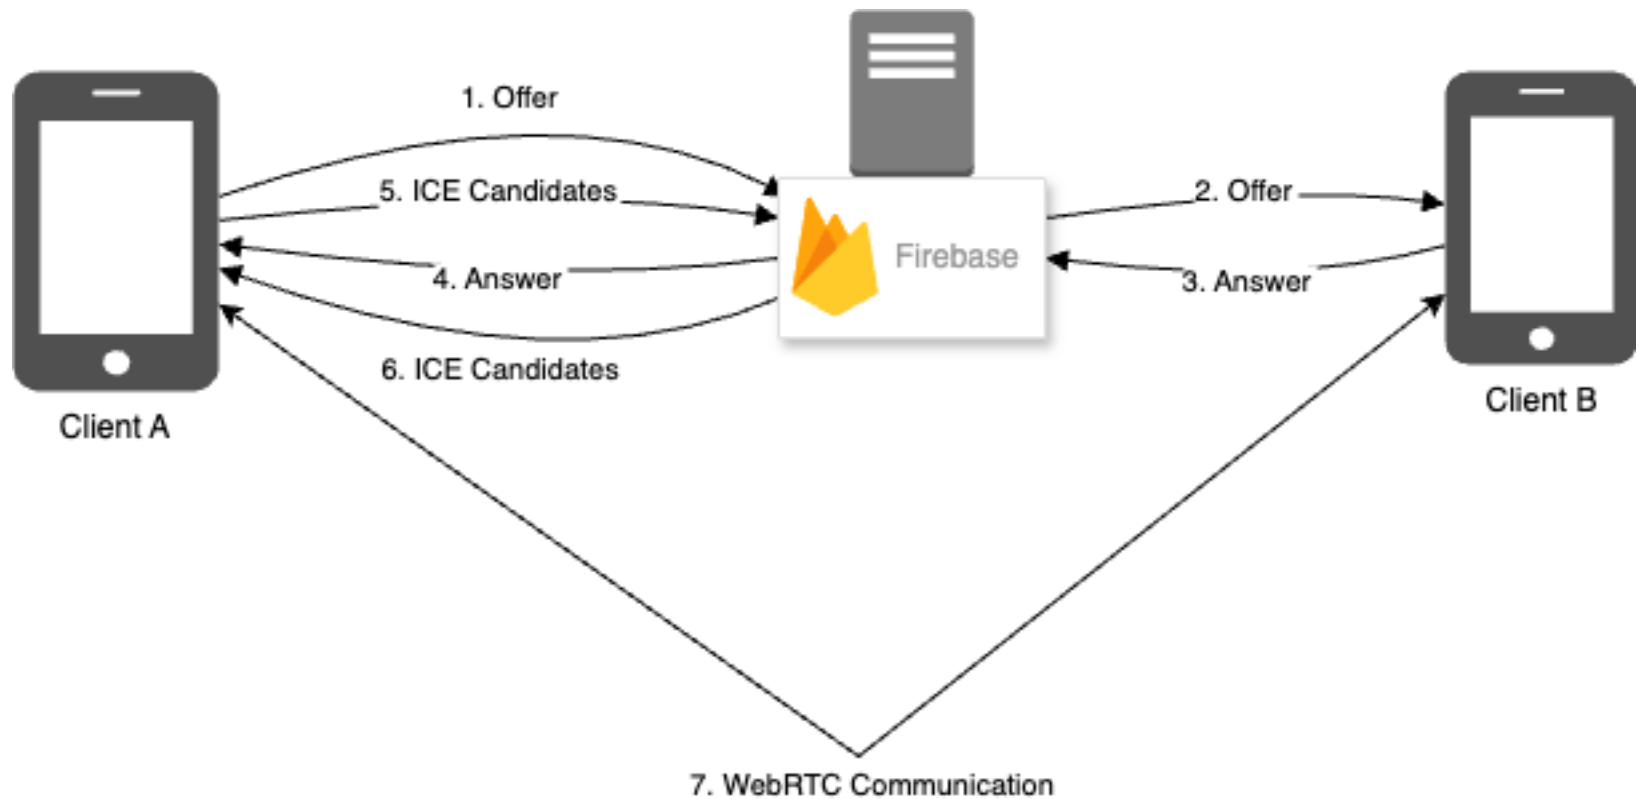 1. Offer
5. ICE Candidates
2. Offer
Firebase
4. Answer
3. Answer
6. ICE Candidates
Client A
Client B
7. WebRTC Communication